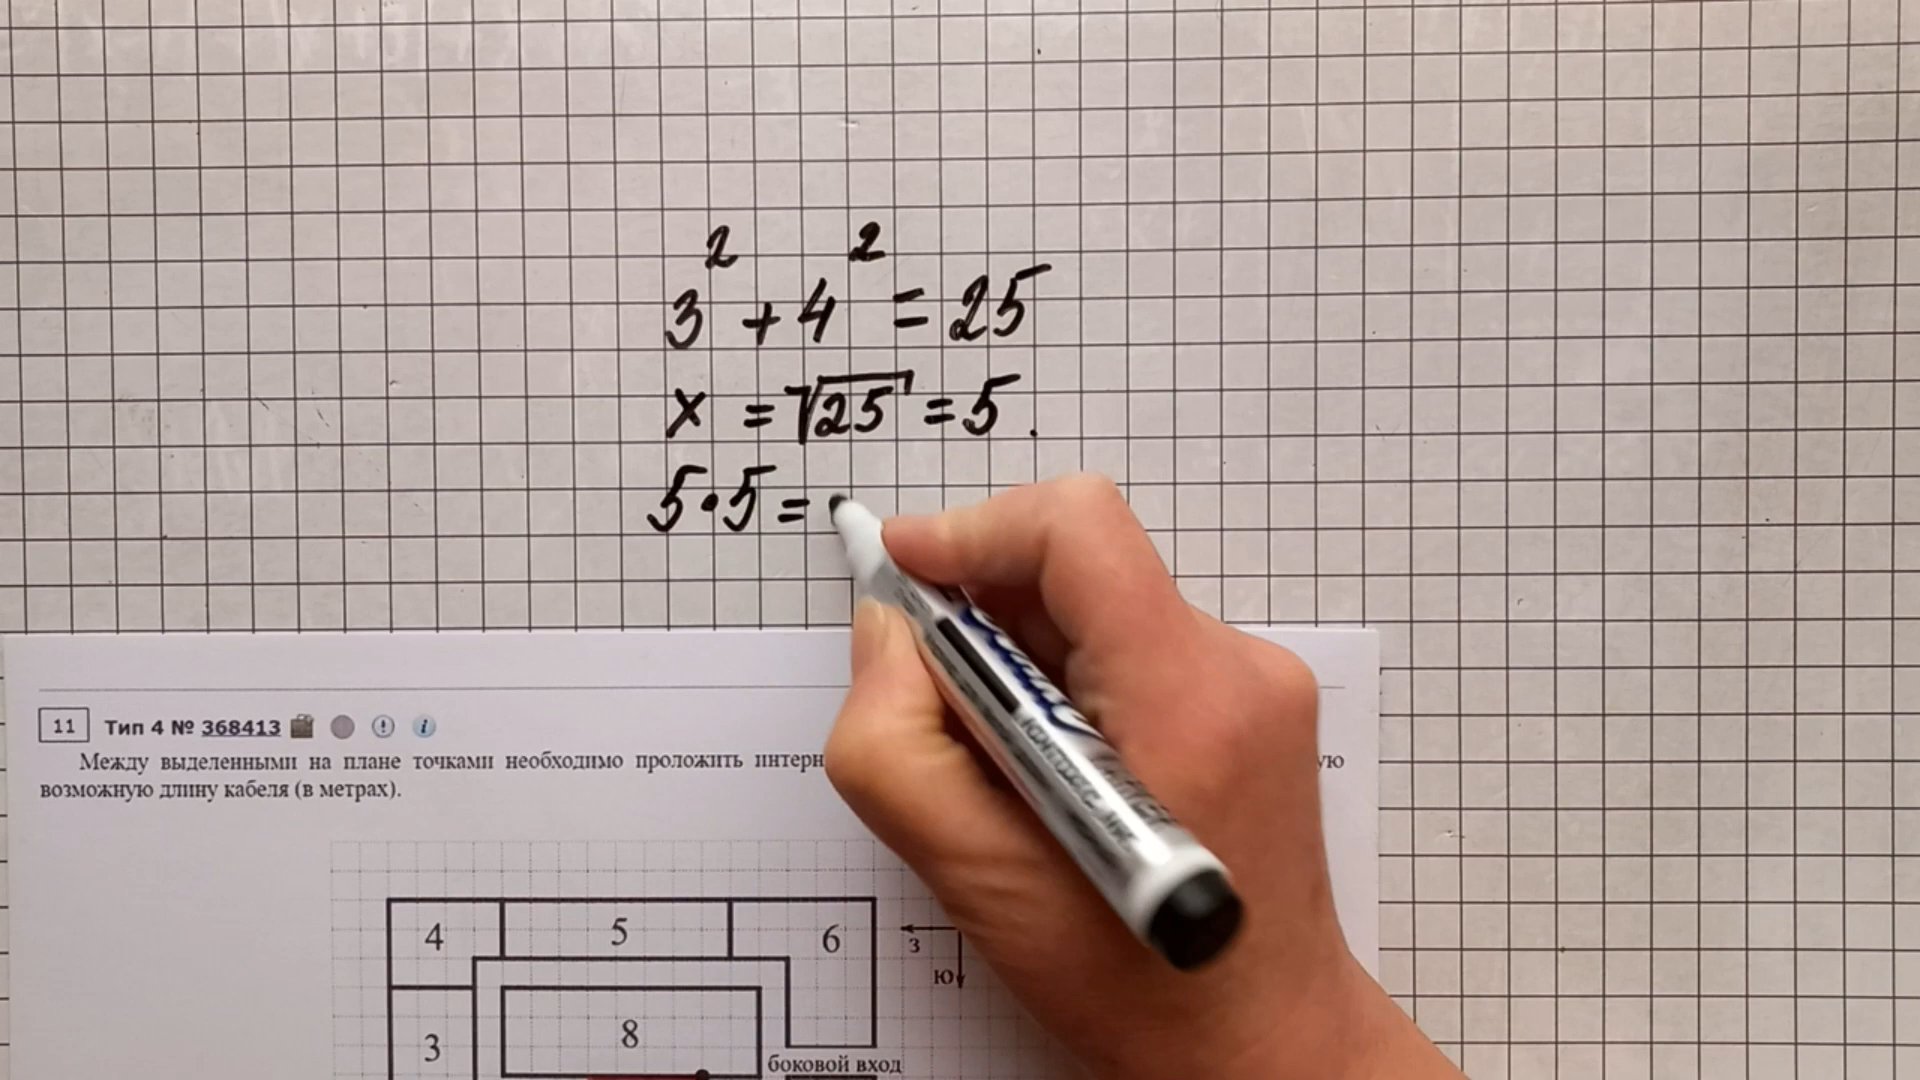 3² + 4² = 25
x = √25 = 5.
5·5=
11 Тип 4 № 368413
Между выделенными на плане точками необходимо проложить интерн
ую
возможную длину кабеля (в метрах).
4 5 6
З
Ю
3 8
боковой вход